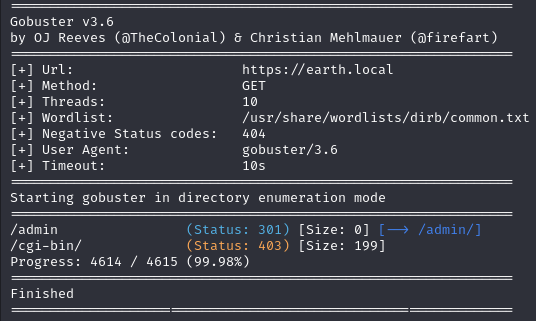 Gobuster v3.6
by OJ Reeves (@TheColonial) & Christian Mehlmauer (@firefart)
[+] Url:                     https://earth.local
[+] Method:                  GET
[+] Threads:                 10
[+] Wordlist:                /usr/share/wordlists/dirb/common.txt
[+] Negative Status codes:   404
[+] User Agent:              gobuster/3.6
[+] Timeout:                 10s
Starting gobuster in directory enumeration mode
/admin                (Status: 301) [Size: 0] [--> /admin/]
/cgi-bin/             (Status: 403) [Size: 199]
Progress: 4614 / 4615 (99.98%)
Finished